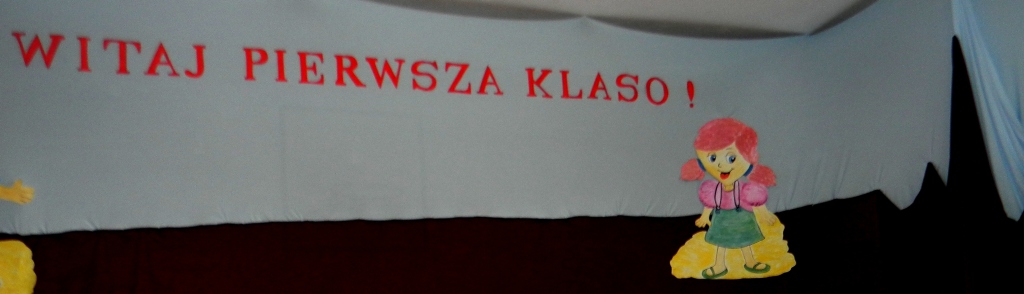 WITAJ PIERWSZA KLASO !